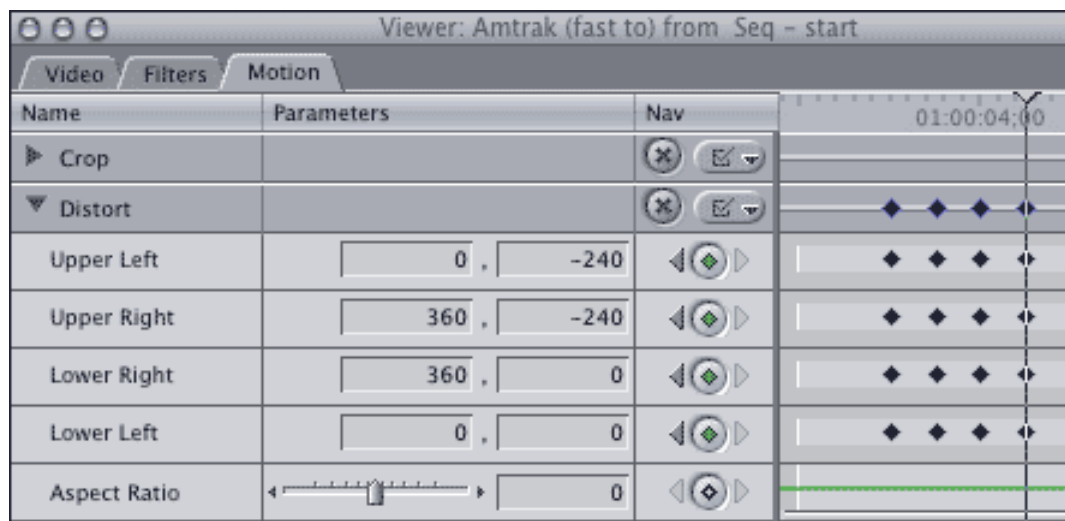 Viewer: Amtrak (fast to) from Seq – start
Video Filters Motion
Name Parameters Nav 01:00:04;00
Crop
Distort
Upper Left 0 , -240
Upper Right 360 , -240
Lower Right 360 , 0
Lower Left 0 , 0
Aspect Ratio 0